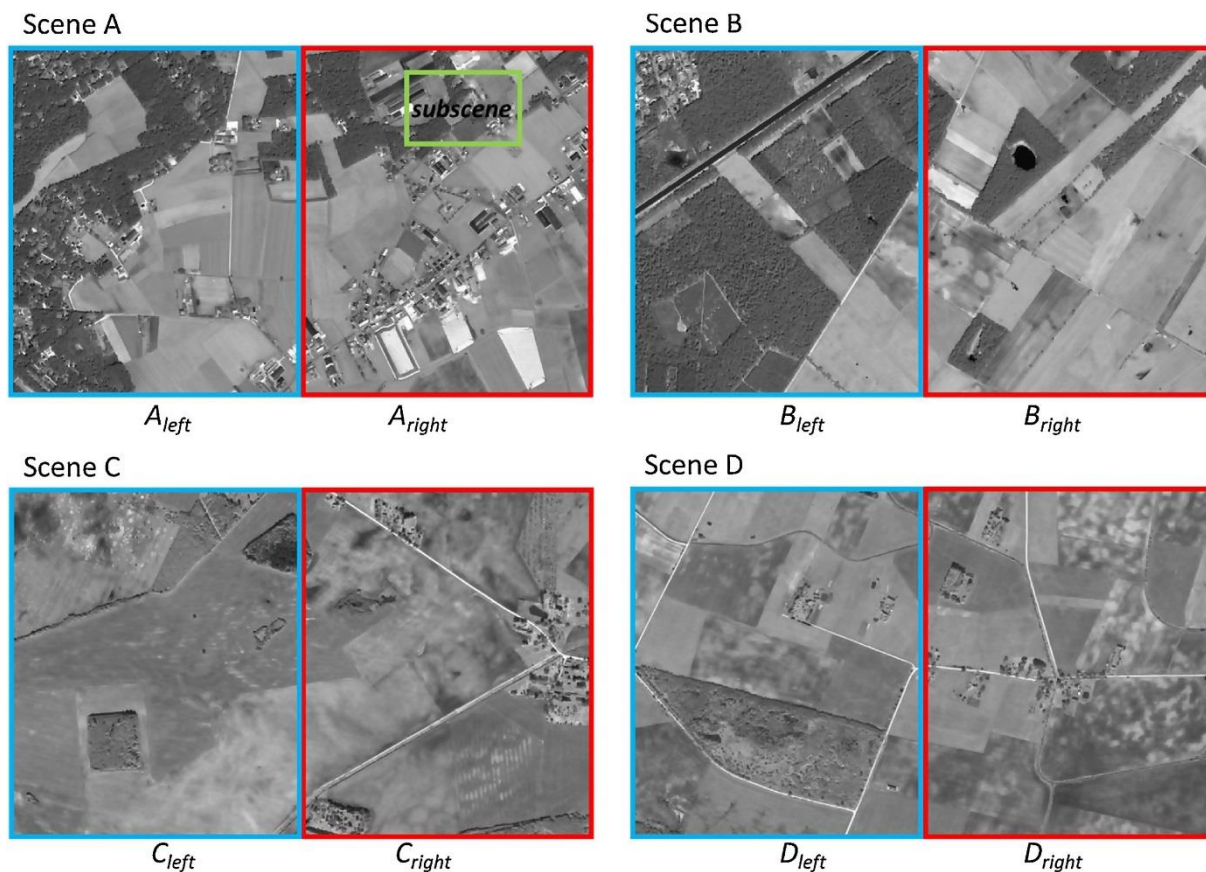 Scene A
Scene B
subscene
A_left
A_right
B_left
B_right
Scene C
Scene D
C_left
C_right
D_left
D_right